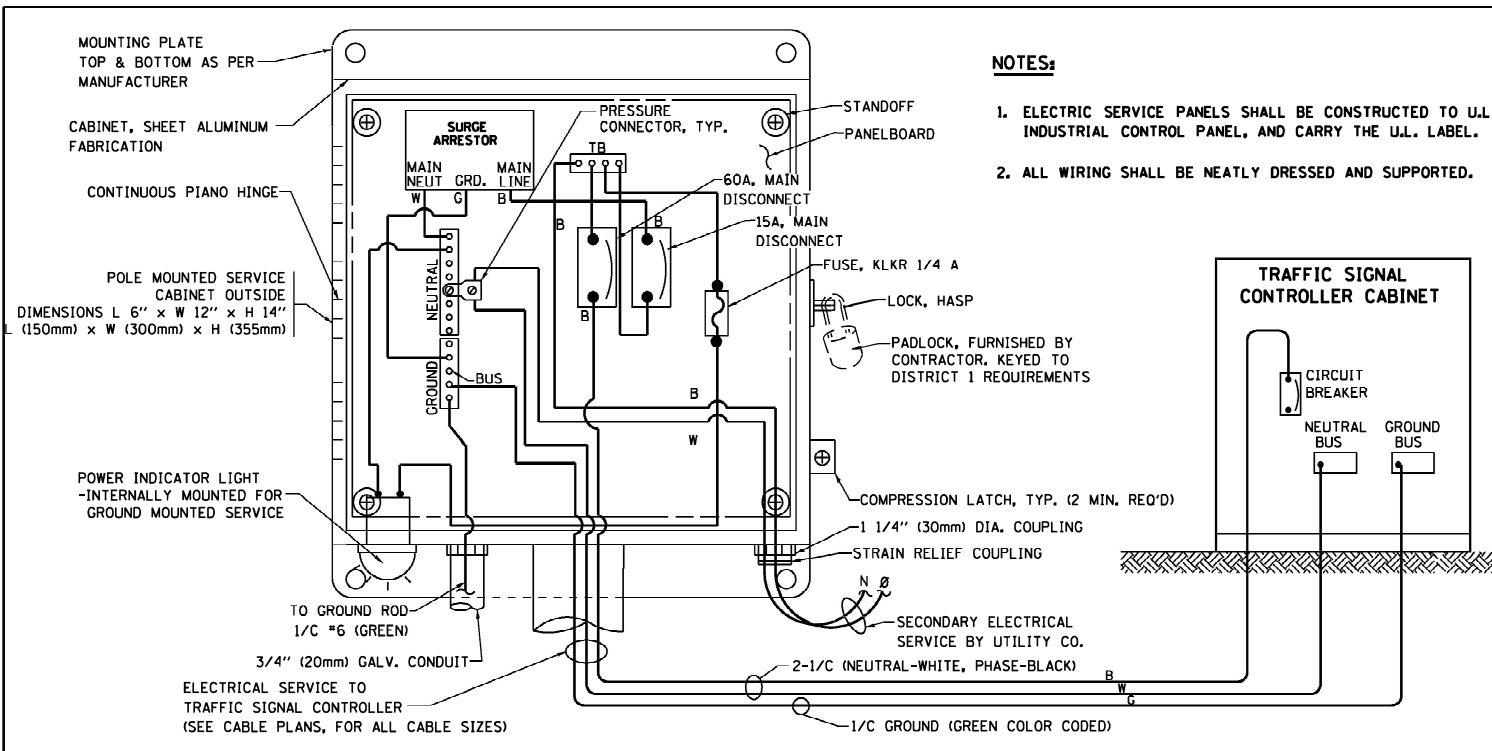 MOUNTING PLATE
TOP & BOTTOM AS PER
MANUFACTURER
CABINET, SHEET ALUMINUM
FABRICATION
CONTINUOUS PIANO HINGE
POLE MOUNTED SERVICE
CABINET OUTSIDE
DIMENSIONS L 6" x W 12" x H 14"
L (150mm) x W (300mm) x H (355mm)
POWER INDICATOR LIGHT
-INTERNALLY MOUNTED FOR
GROUND MOUNTED SERVICE
TO GROUND ROD
1/C #6 (GREEN)
3/4" (20mm) GALV. CONDUIT
ELECTRICAL SERVICE TO
TRAFFIC SIGNAL CONTROLLER
(SEE CABLE PLANS, FOR ALL CABLE SIZES)
SURGE
ARRESTOR
MAIN
NEUT
GRD.
MAIN
LINE
W
G
B
PRESSURE
CONNECTOR, TYP.
TB
NEUTRAL
GROUND
BUS
B
B
B
B
W
STANDOFF
PANELBOARD
60A, MAIN
DISCONNECT
15A, MAIN
DISCONNECT
FUSE, KLKR 1/4 A
LOCK, HASP
PADLOCK, FURNISHED BY
CONTRACTOR. KEYED TO
DISTRICT 1 REQUIREMENTS
COMPRESSION LATCH, TYP. (2 MIN. REQ'D)
1 1/4" (30mm) DIA. COUPLING
STRAIN RELIEF COUPLING
N Ø
SECONDARY ELECTRICAL
SERVICE BY UTILITY CO.
2-1/C (NEUTRAL-WHITE, PHASE-BLACK)
B
W
G
1/C GROUND (GREEN COLOR CODED)
NOTES:
1. ELECTRIC SERVICE PANELS SHALL BE CONSTRUCTED TO U.L
INDUSTRIAL CONTROL PANEL, AND CARRY THE U.L. LABEL.
2. ALL WIRING SHALL BE NEATLY DRESSED AND SUPPORTED.
TRAFFIC SIGNAL
CONTROLLER CABINET
CIRCUIT
BREAKER
NEUTRAL
BUS
GROUND
BUS